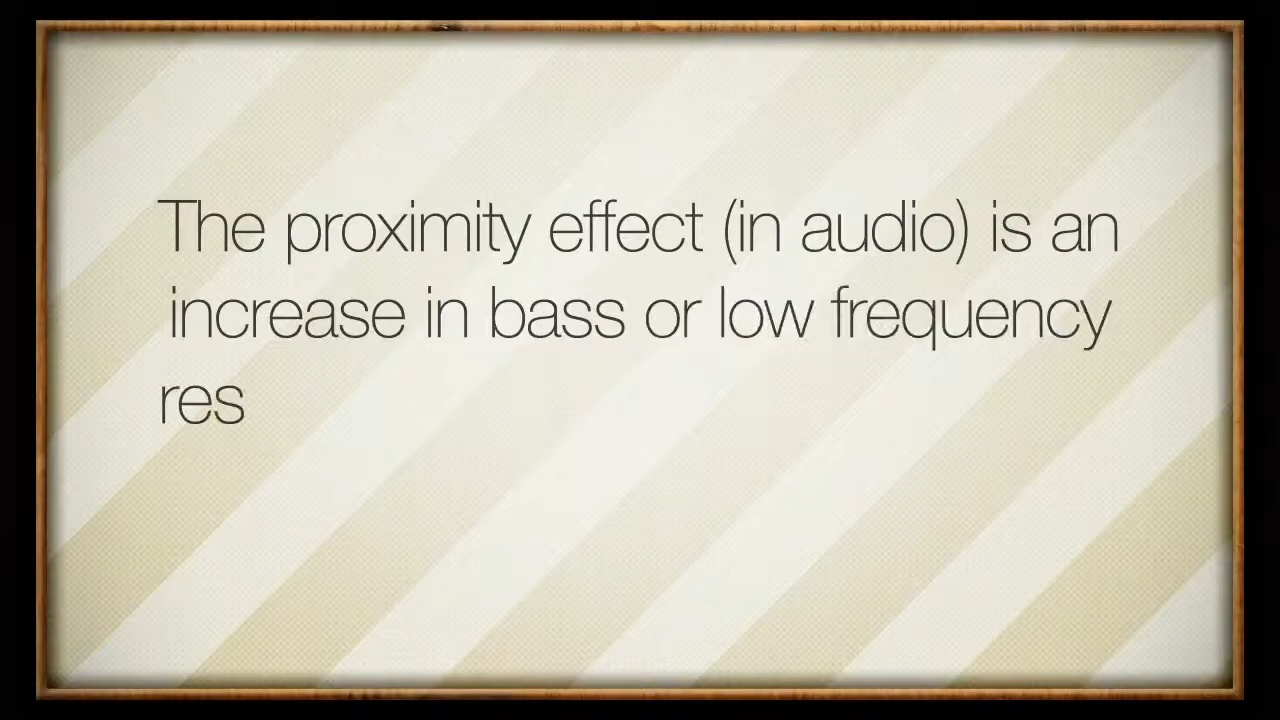 The proximity effect (in audio) is an
increase in bass or low frequency
res